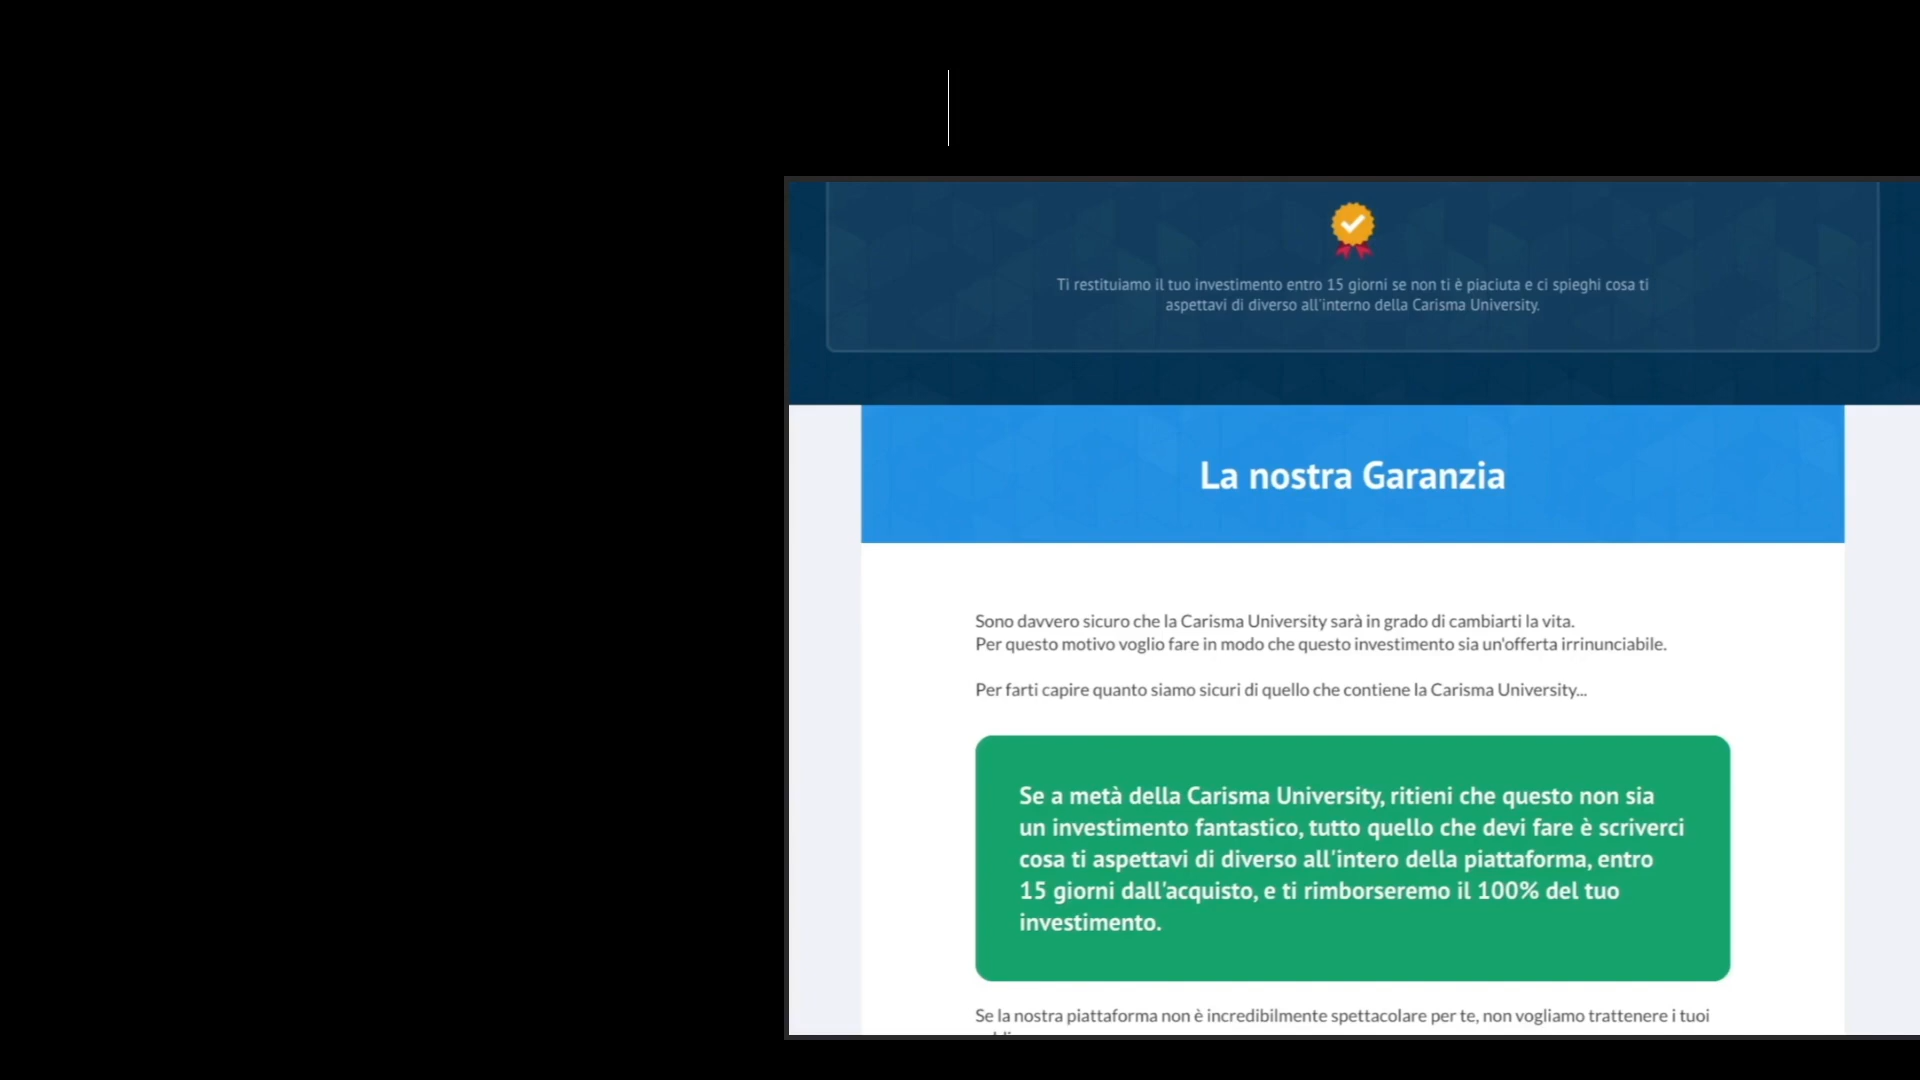 Ti restituiamo il tuo investimento entro 15 giorni se non ti è piaciuta e ci spieghi cosa ti
aspettavi di diverso all'interno della Carisma University.
La nostra Garanzia
Sono davvero sicuro che la Carisma University sarà in grado di cambiarti la vita.
Per questo motivo voglio fare in modo che questo investimento sia un'offerta irrinunciabile.
Per farti capire quanto siamo sicuri di quello che contiene la Carisma University...
Se a metà della Carisma University, ritieni che questo non sia
un investimento fantastico, tutto quello che devi fare è scriverci
cosa ti aspettavi di diverso all'intero della piattaforma, entro
15 giorni dall'acquisto, e ti rimborseremo il 100% del tuo
investimento.
Se la nostra piattaforma non è incredibilmente spettacolare per te, non vogliamo trattenere i tuoi